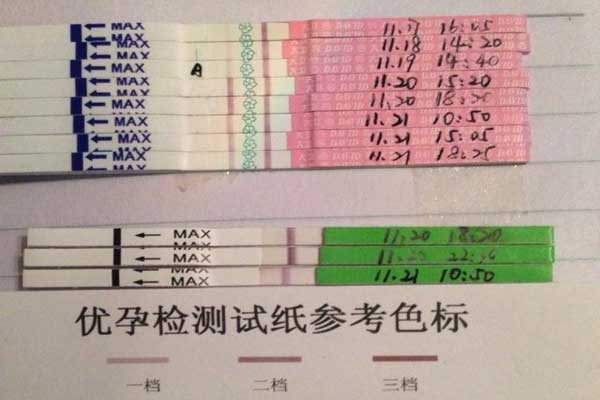 MAX 11.17 16:05
MAX 11.18 14:20
MAX A 11.19 14:40
MAX 11.20 15:20
MAX 11.20 18:20
MAX 11.21 10:50
MAX 11.21 15:05
MAX 11.21 18:25
← MAX 11.20 18:20
MAX
← MAX 11.21 10:50
优孕检测试纸参考色标
一档 二档 三档